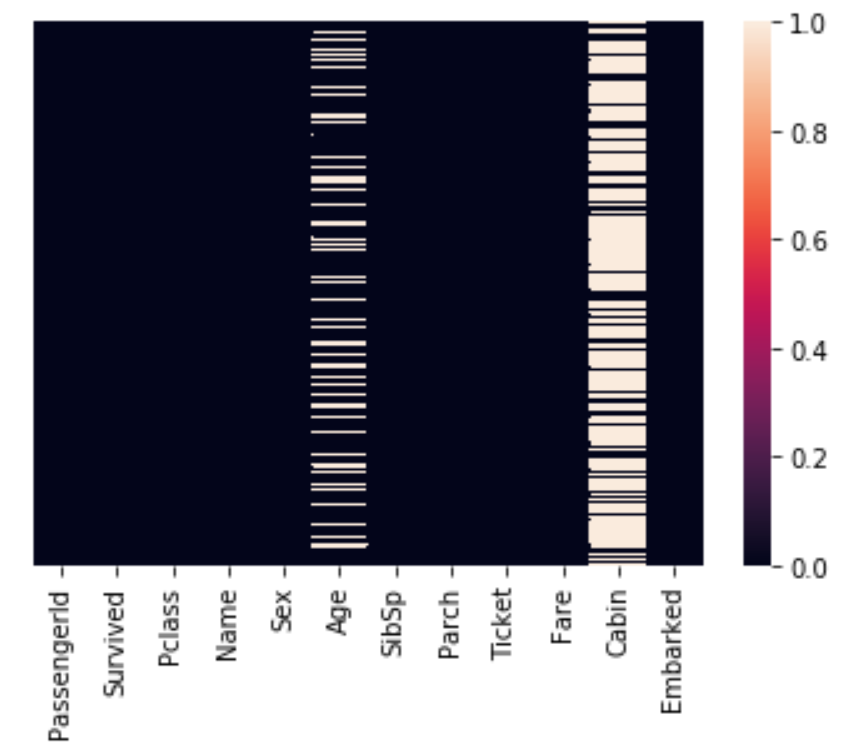 1.0
0.8
0.6
0.4
0.2
0.0
PassengerId
Survived
Pclass
Name
Sex
Age
SibSp
Parch
Ticket
Fare
Cabin
Embarked